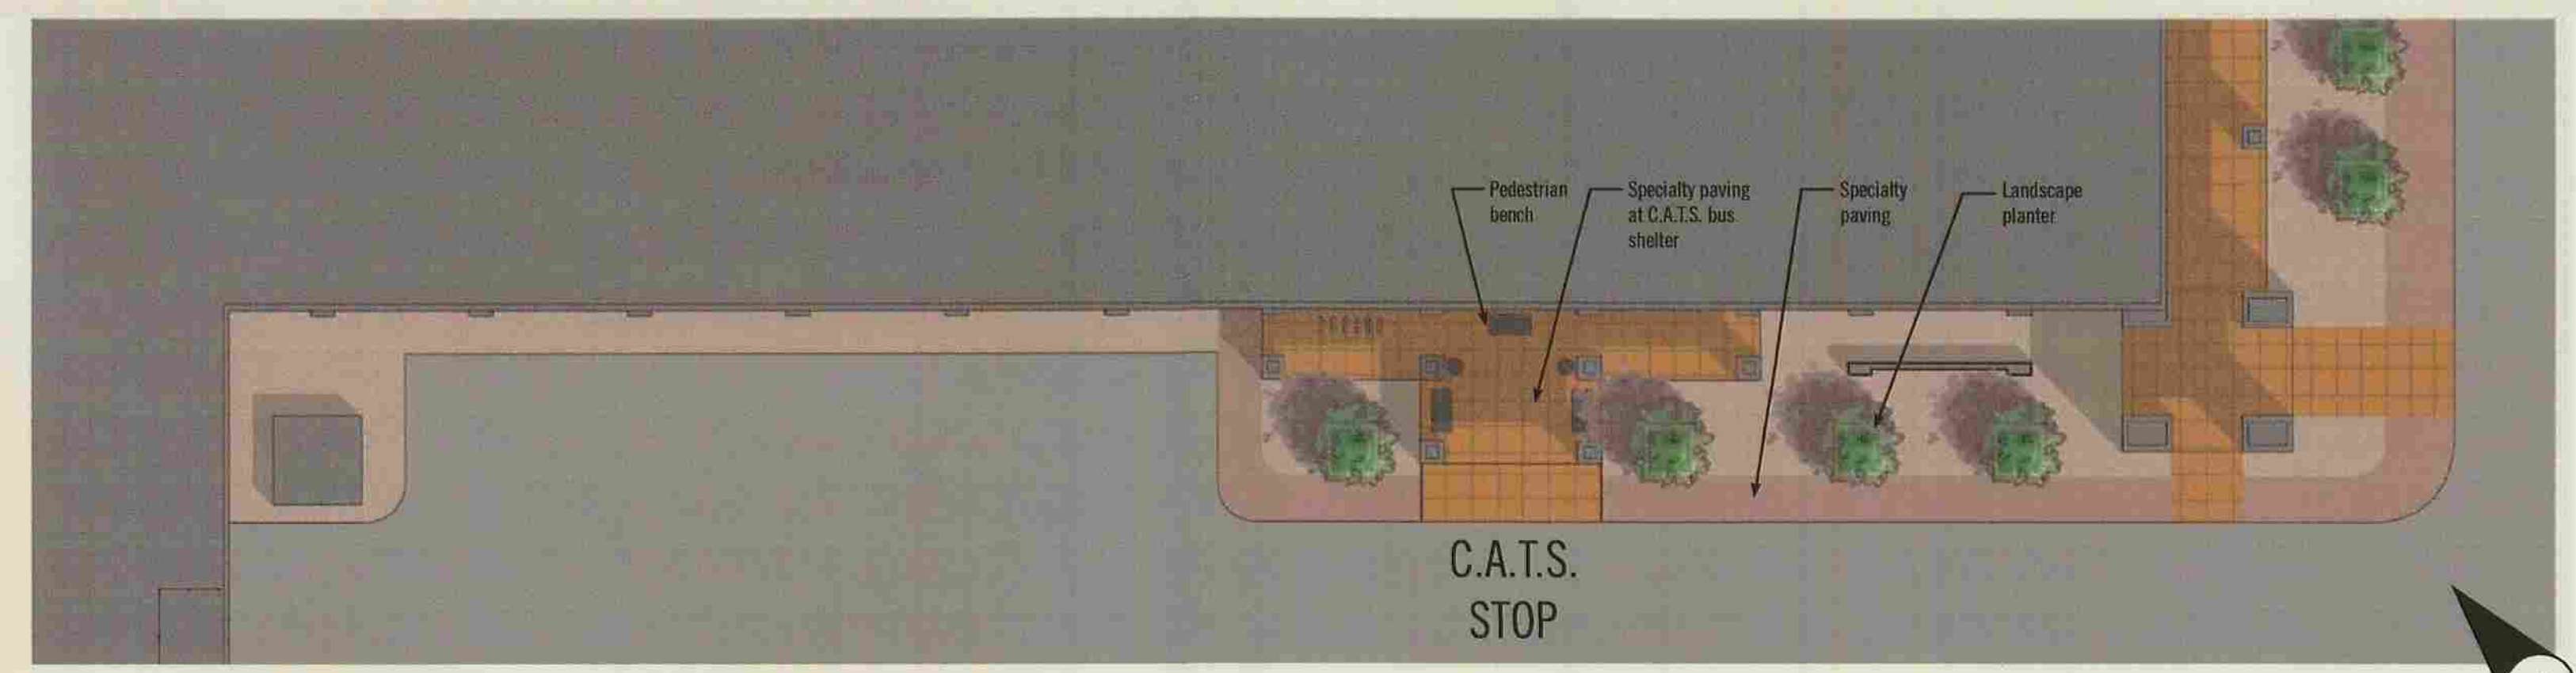 Pedestrian
bench
Specialty paving
at C.A.T.S. bus
shelter
Specialty
paving
Landscape
planter
C.A.T.S.
STOP